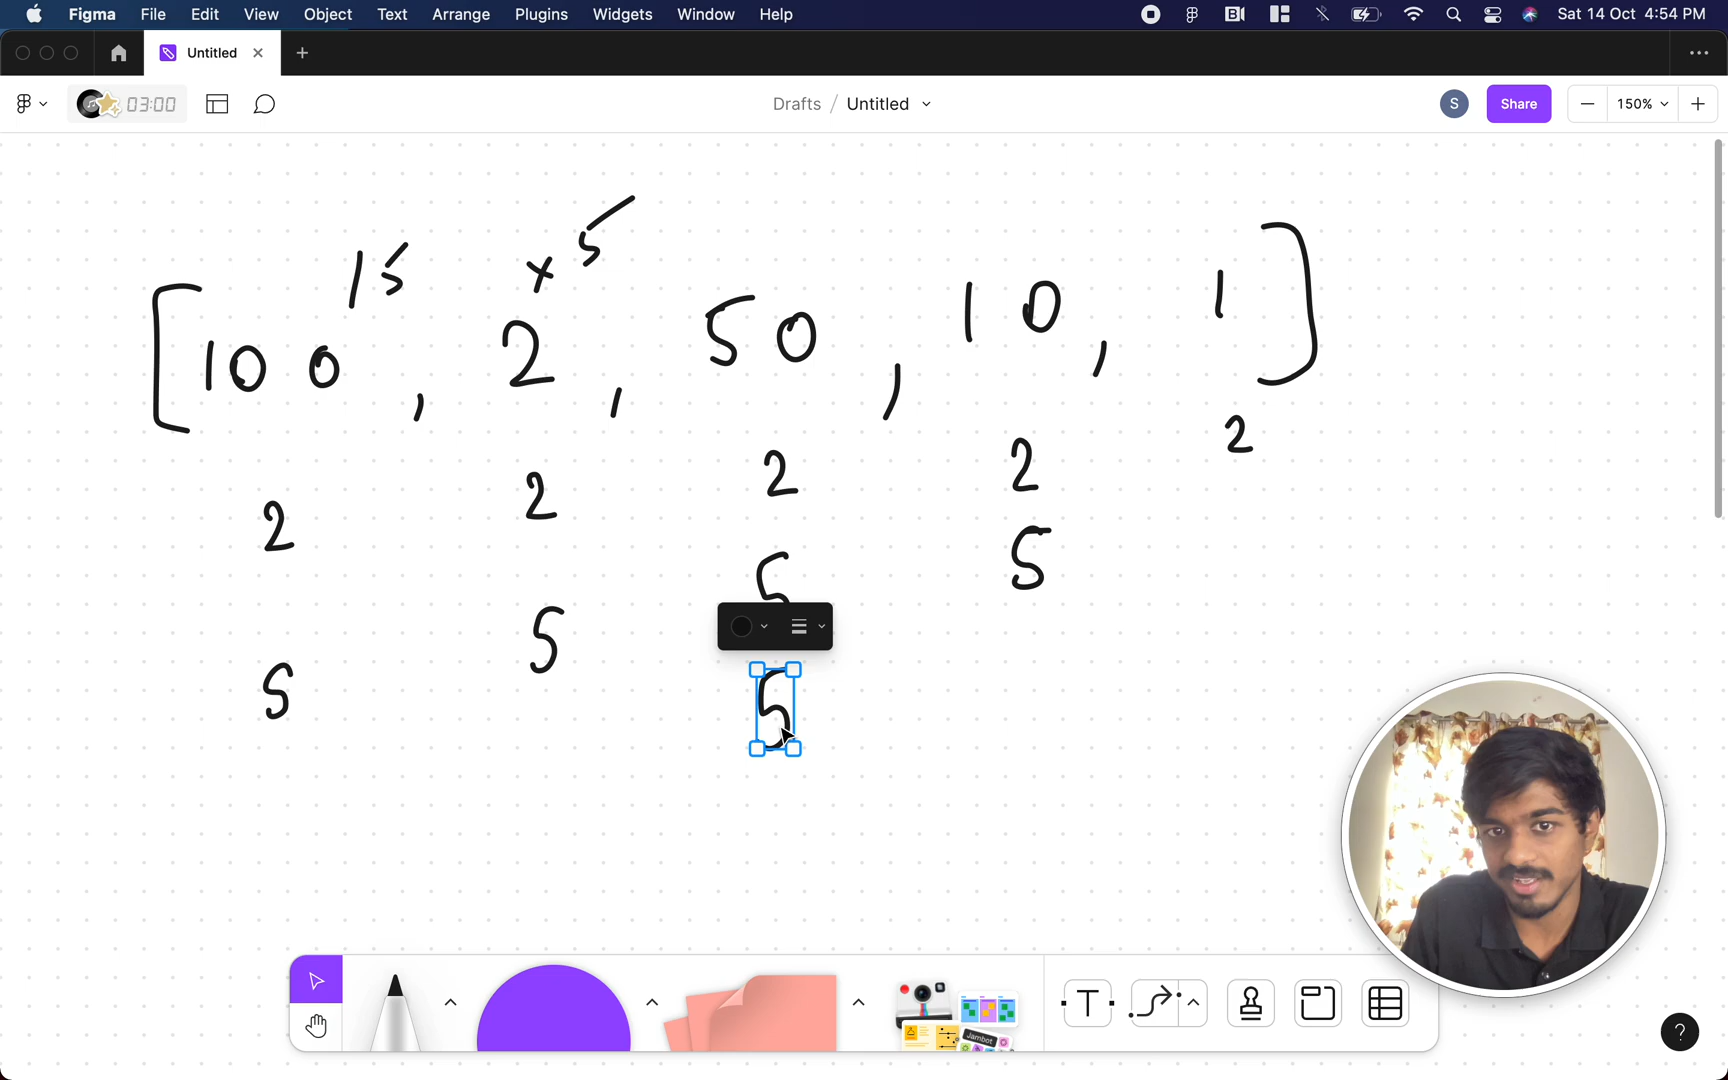 Figma File Edit View Object Text Arrange Plugins Widgets Window Help Sat 14 Oct 4:54 PM
Untitled
03:00 Drafts / Untitled S Share 150%
15 × 5
[100, 2, 50, 10, 1]
2 2 2 2 2
5 5 5 5
5
Jambot
T
?